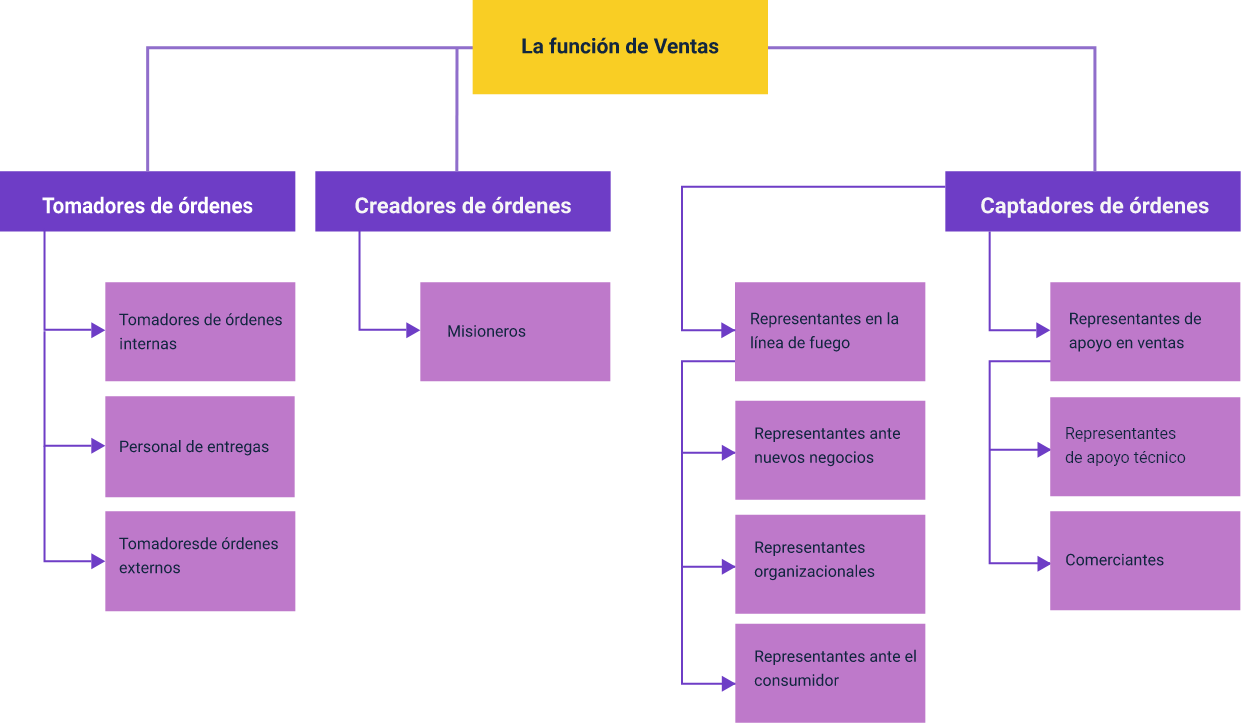 La función de Ventas
Tomadores de órdenes
Creadores de órdenes
Captadores de órdenes
Tomadores de órdenes
internas
Personal de entregas
Tomadoresde órdenes
externos
Misioneros
Representantes en la
línea de fuego
Representantes ante
nuevos negocios
Representantes
organizacionales
Representantes ante el
consumidor
Representantes de
apoyo en ventas
Representantes
de apoyo técnico
Comerciantes